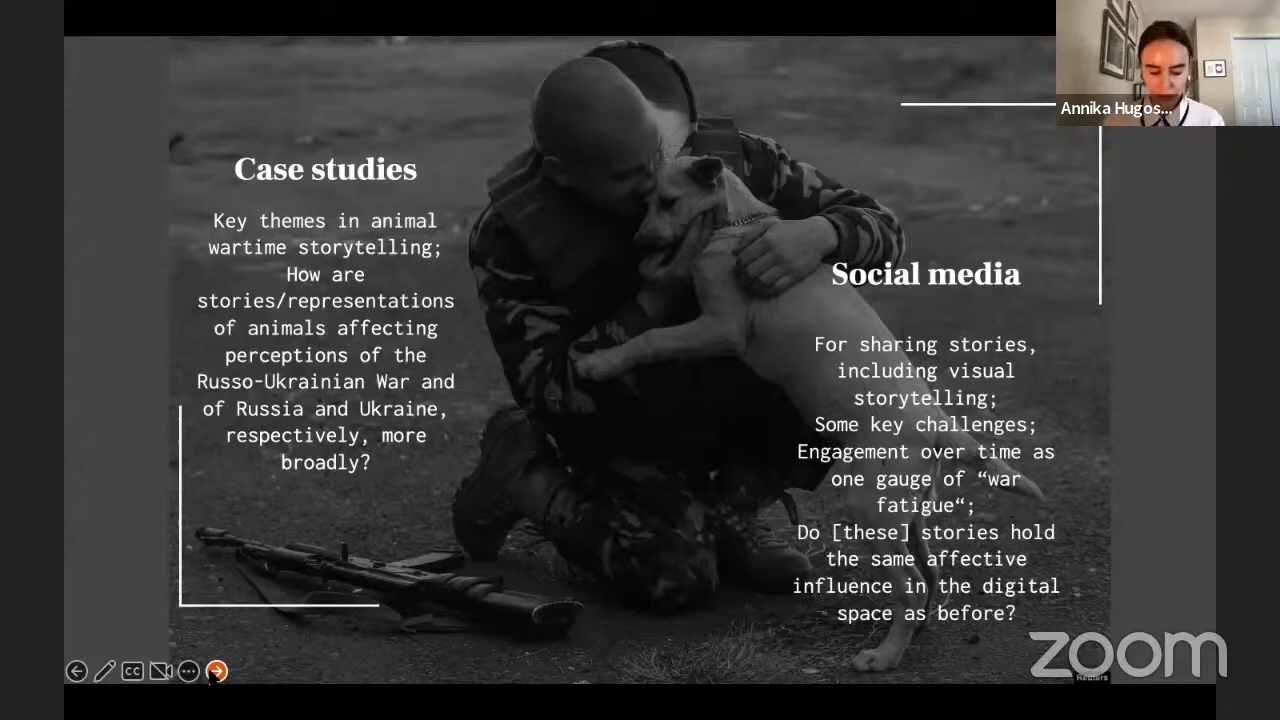 Annika Hugos...
Case studies
Key themes in animal
wartime storytelling;
How are
stories/representations
of animals affecting
perceptions of the
Russo-Ukrainian War and
of Russia and Ukraine,
respectively, more
broadly?
Social media
For sharing stories,
including visual
storytelling;
Some key challenges;
Engagement over time as
one gauge of “war
fatigue“;
Do [these] stories hold
the same affective
influence in the digital
space as before?
CC
zoom
Reuters